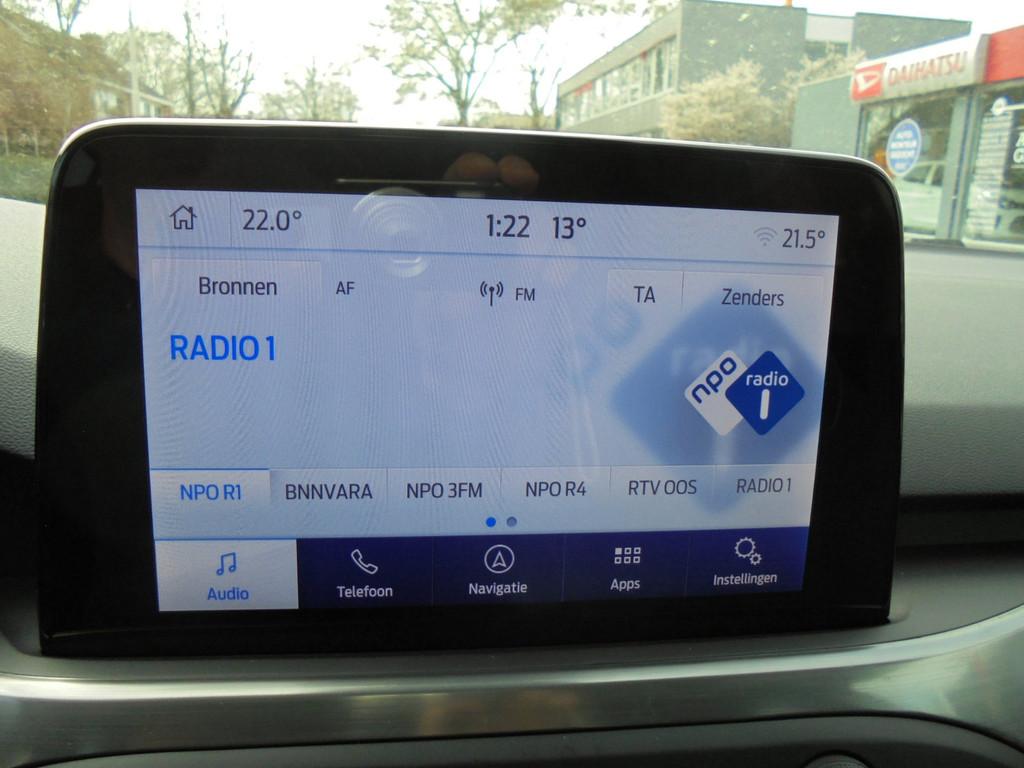 DAIHATSU
22.0°
1:22 13°
21.5°
Bronnen
AF
FM
TA
Zenders
RADIO 1
npo
radio
1
NPO R1
BNNVARA
NPO 3FM
NPO R4
RTV OOS
RADIO 1
Audio
Telefoon
Navigatie
Apps
Instellingen